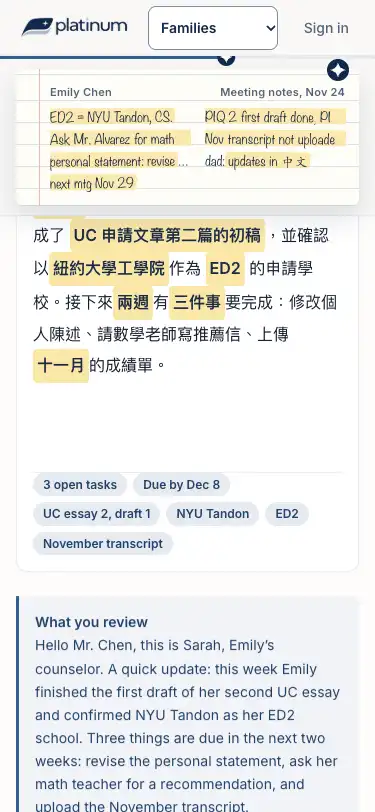 platinum
Families
Sign in
Emily Chen
Meeting notes, Nov 24
ED2 = NYU Tandon, CS.
Ask Mr. Alvarez for math
personal statement: revise ...
next mtg Nov 29
PIQ 2 first draft done, PI
Nov transcript not uploade
dad: updates in 中文
成了 UC 申請文章第二篇的初稿，並確認
以 紐約大學工學院 作為 ED2 的申請學
校。接下來 兩週 有 三件事 要完成：修改個
人陳述、請數學老師寫推薦信、上傳
十一月 的成績單。
3 open tasks
Due by Dec 8
UC essay 2, draft 1
NYU Tandon
ED2
November transcript
What you review
Hello Mr. Chen, this is Sarah, Emily’s
counselor. A quick update: this week Emily
finished the first draft of her second UC essay
and confirmed NYU Tandon as her ED2
school. Three things are due in the next two
weeks: revise the personal statement, ask her
math teacher for a recommendation, and
upload the November transcript.